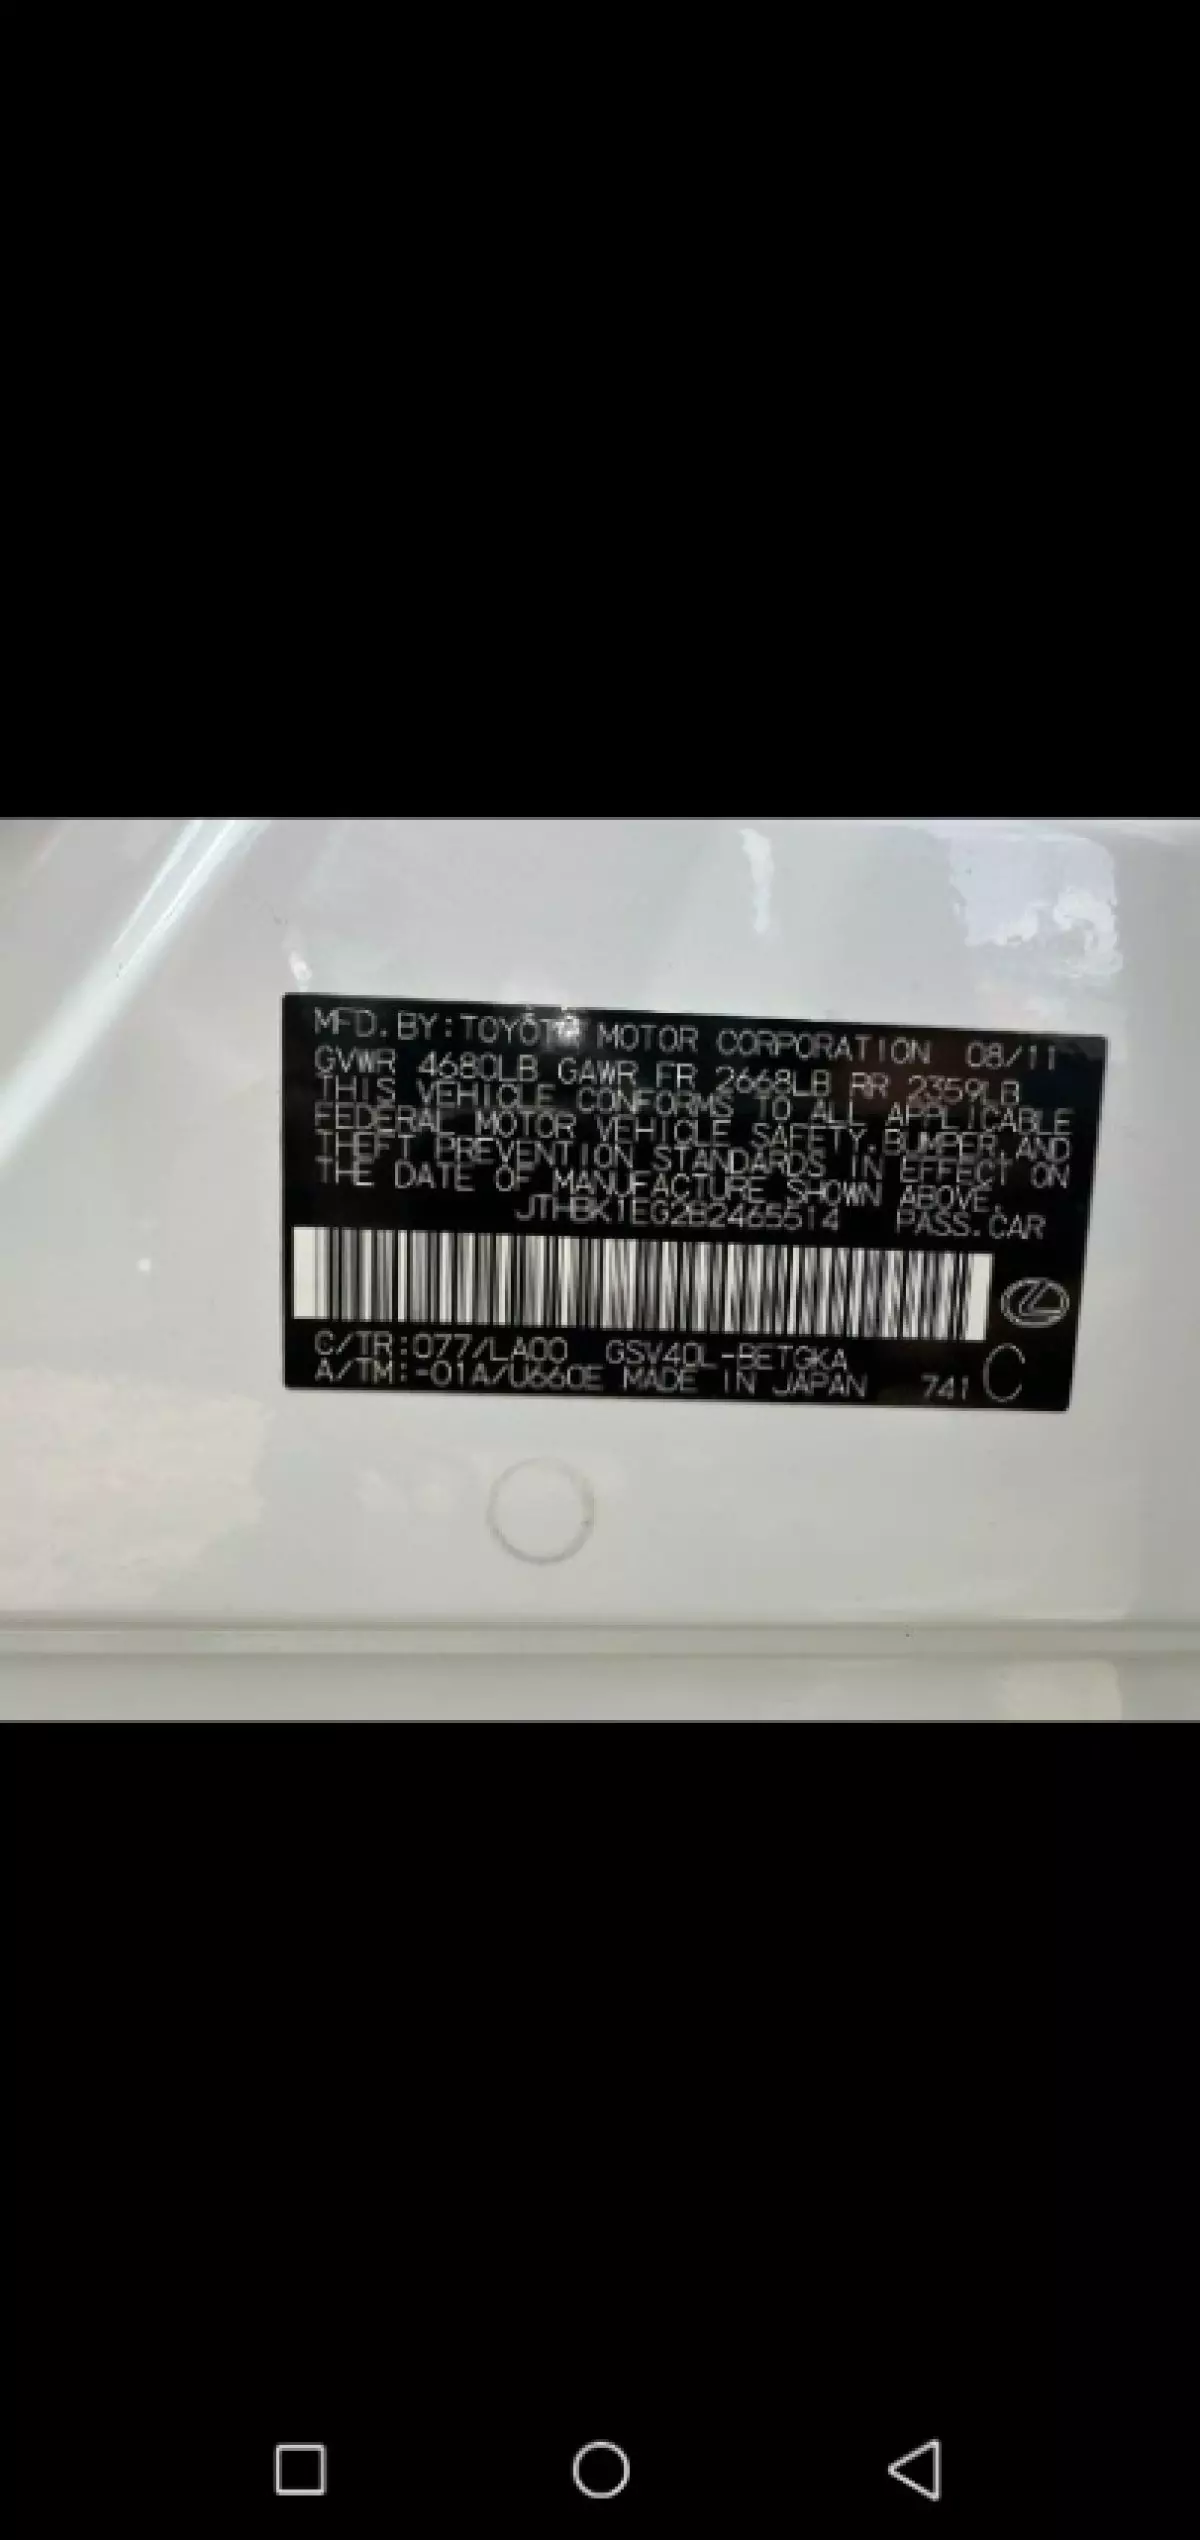 MFD. BY: TOYOTA MOTOR CORPORATION 08/11
GVWR 4680LB GAWR FR 2668LB RR 2359LB
THIS VEHICLE CONFORMS TO ALL APPLICABLE
FEDERAL MOTOR VEHICLE SAFETY, BUMPER, AND
THEFT PREVENTION STANDARDS IN EFFECT ON
THE DATE OF MANUFACTURE SHOWN ABOVE.
JTHBK1EG2B2465514 PASS. CAR
C/TR: 077/LA00 GSV40L-BETGKA
A/TM: -01A/U660E MADE IN JAPAN 741 C